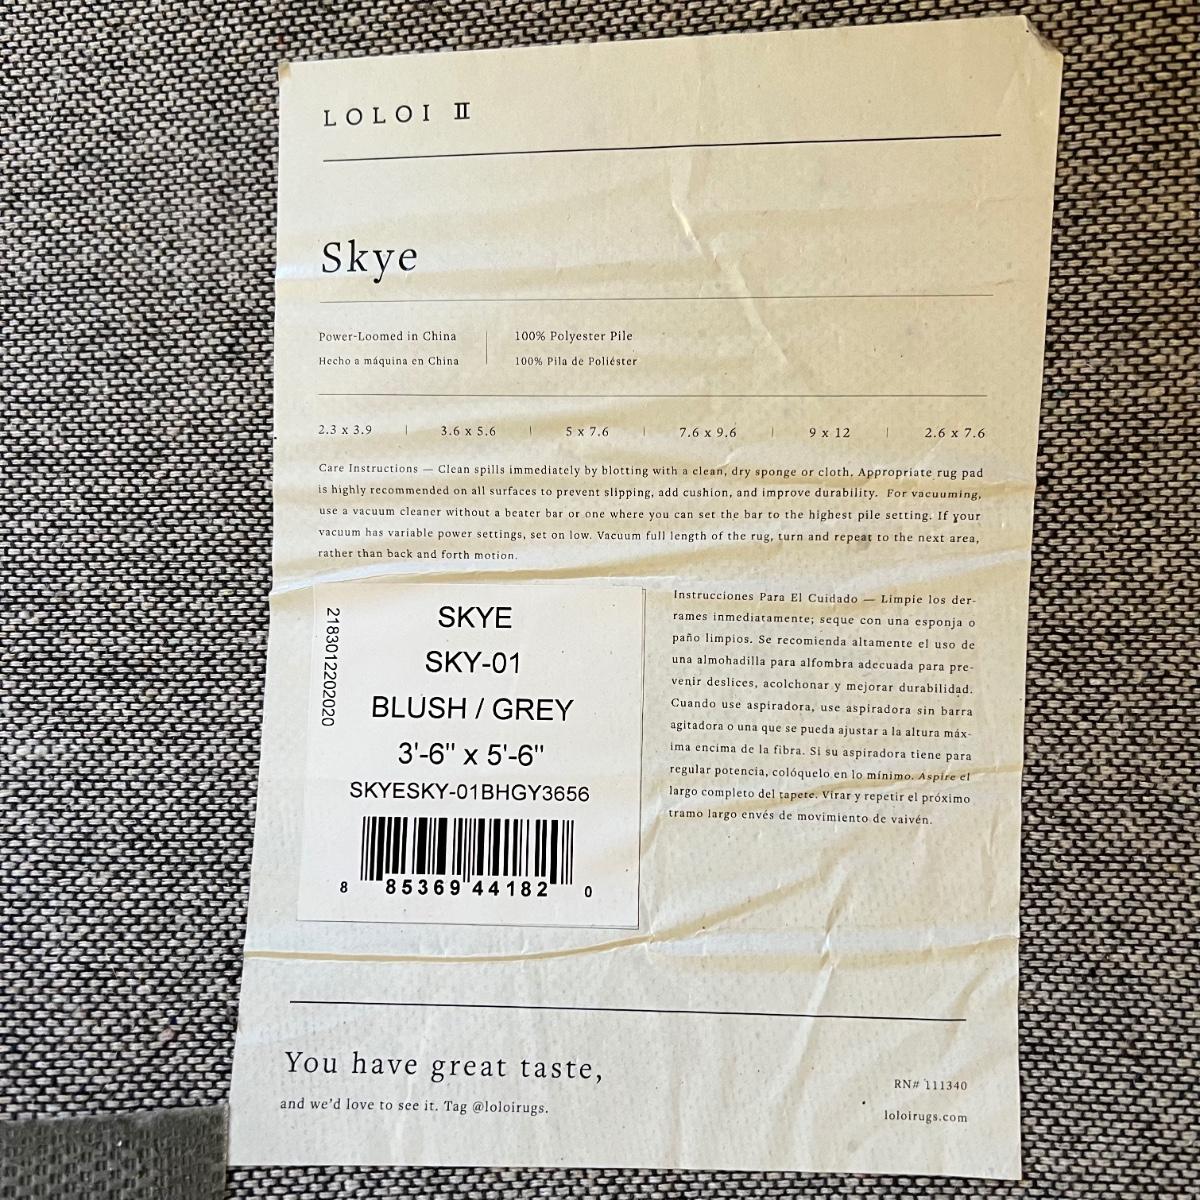 LOLOI II
Skye
Power-Loomed in China
Hecho a máquina en China
100% Polyester Pile
100% Pila de Poliéster
2.3 x 3.9 | 3.6 x 5.6 | 5 x 7.6 | 7.6 x 9.6 | 9 x 12 | 2.6 x 7.6
Care Instructions — Clean spills immediately by blotting with a clean, dry sponge or cloth. Appropriate rug pad
is highly recommended on all surfaces to prevent slipping, add cushion, and improve durability. For vacuuming,
use a vacuum cleaner without a beater bar or one where you can set the bar to the highest pile setting. If your
vacuum has variable power settings, set on low. Vacuum full length of the rug, turn and repeat to the next area,
rather than back and forth motion.
218301220202020
SKYE
SKY-01
BLUSH / GREY
3'-6" x 5'-6"
SKYESKY-01BHGY3656
8 85369 44182 0
Instrucciones Para El Cuidado — Limpie los der-
rames inmediatamente; seque con una esponja o
paño limpios. Se recomienda altamente el uso de
una almohadilla para alfombra adecuada para pre-
venir deslices, acolchonar y mejorar durabilidad.
Cuando use aspiradora, use aspiradora sin barra
agitadora o una que se pueda ajustar a la altura máx-
ima encima de la fibra. Si su aspiradora tiene para
regular potencia, colóquelo en lo mínimo. Aspire el
largo completo del tapete. Virar y repetir el próximo
tramo largo envés de movimiento de vaivén.
You have great taste,
and we'd love to see it. Tag @loloirugs.
RN# 111340
loloirugs.com